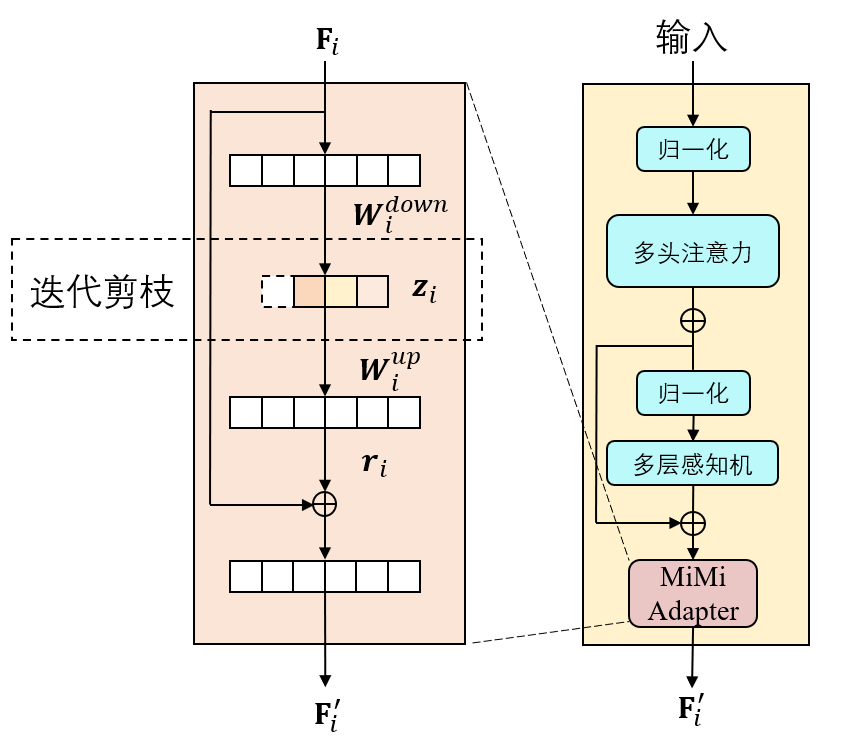 F_i
W_i^{down}
迭代剪枝
z_i
W_i^{up}
r_i
F_i′
输入
归一化
多头注意力
归一化
多层感知机
MiMi
Adapter
F_i′